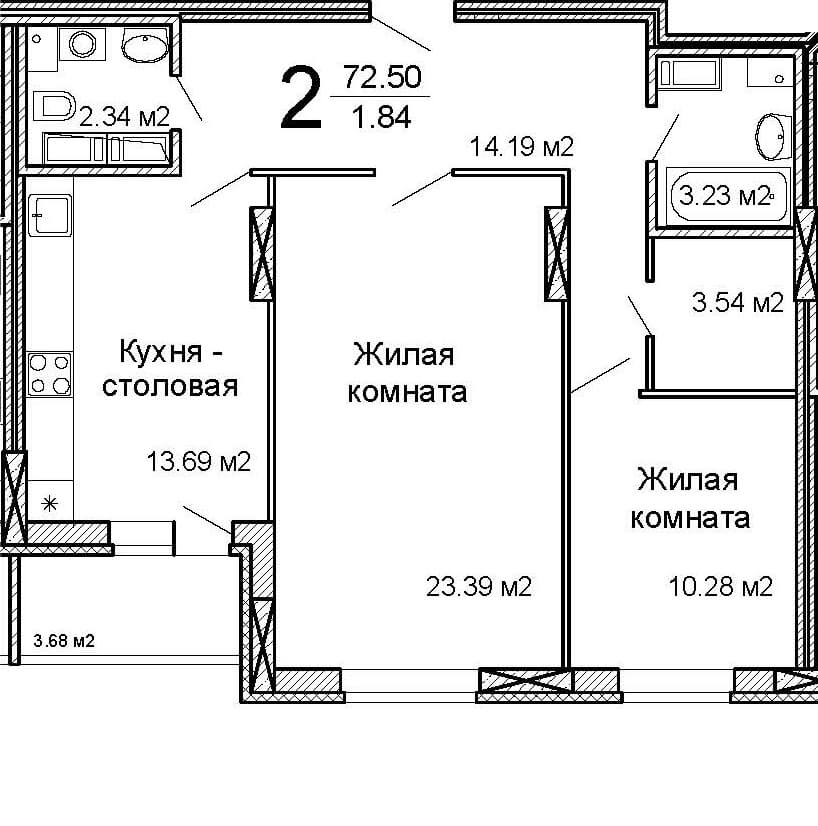 2
72.50
1.84
2.34 м2
14.19 м2
3.23 м2
3.54 м2
Кухня -
столовая
13.69 м2
Жилая
комната
23.39 м2
Жилая
комната
10.28 м2
3.68 м2